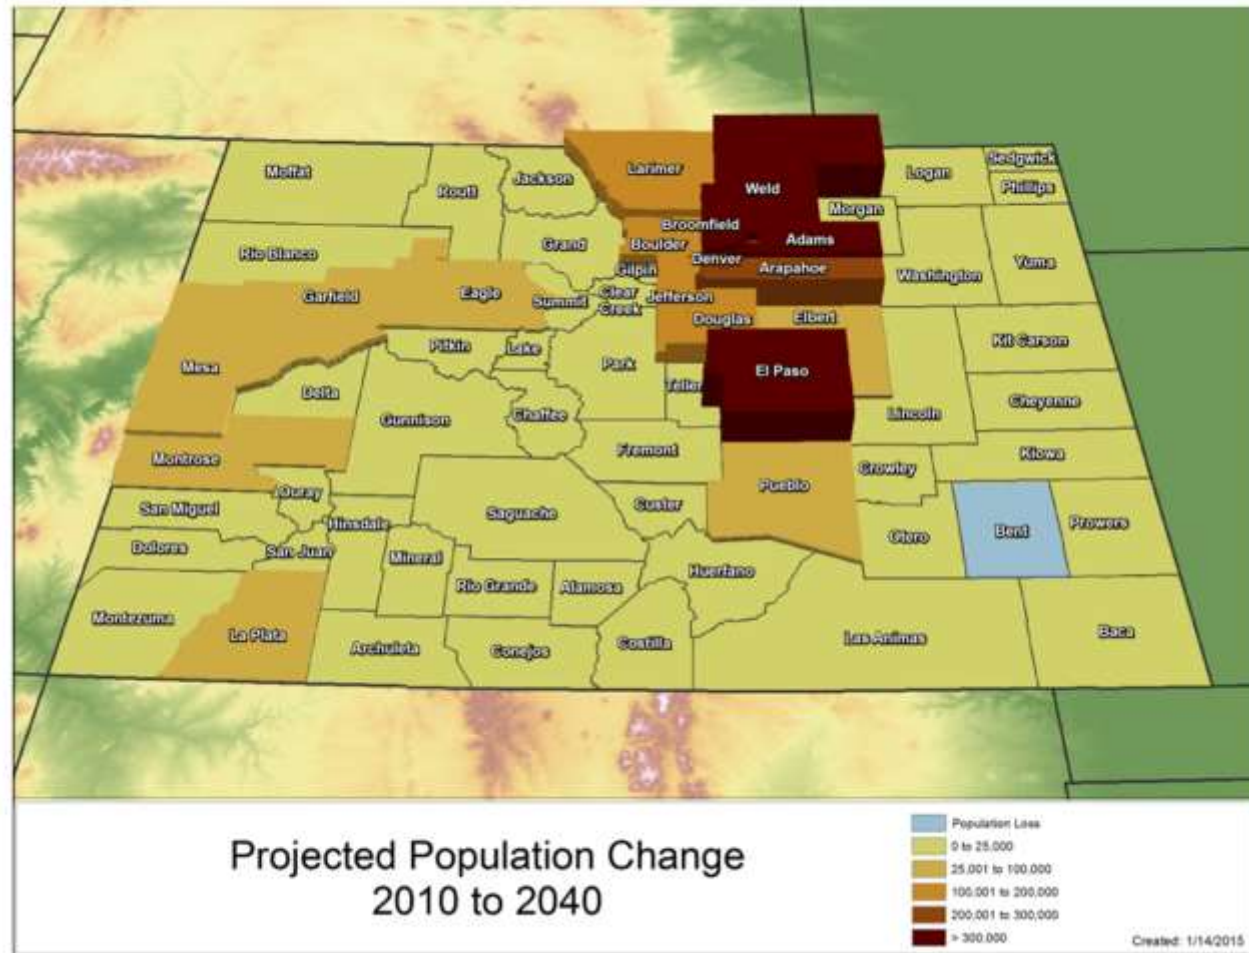 Sedgwick
Moffat
Routt
Jackson
Larimer
Weld
Logan
Phillips
Morgan
Broomfield
Adams
Grand
Boulder
Rio Blanco
Denver
Arapahoe
Washington
Yuma
Gilpin
Garfield
Eagle
Summit
Clear
Creek
Jefferson
Douglas
Elbert
Pitkin
Lake
Park
Kit Carson
Mesa
El Paso
Teller
Delta
Gunnison
Chaffee
Lincoln
Cheyenne
Fremont
Kiowa
Montrose
Crowley
Pueblo
Ouray
San Miguel
Hinsdale
Saguache
Custer
Otero
Bent
Prowers
Dolores
San Juan
Mineral
Huerfano
Rio Grande
Alamosa
Montezuma
La Plata
Archuleta
Conejos
Costilla
Las Animas
Baca
Projected Population Change
2010 to 2040
Population Loss
0 to 25,000
25,001 to 100,000
100,001 to 200,000
200,001 to 300,000
> 300,000
Created: 1/14/2015